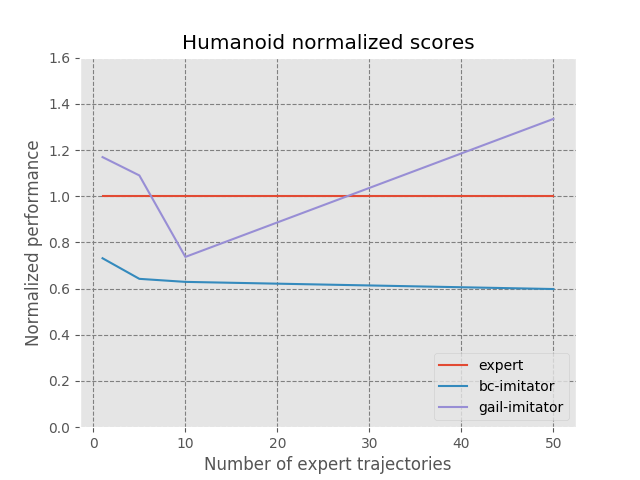 Humanoid normalized scores
1.6
1.4
1.2
1.0
0.8
0.6
0.4
0.2
0.0
Normalized performance
expert
bc-imitator
gail-imitator
0 10 20 30 40 50
Number of expert trajectories